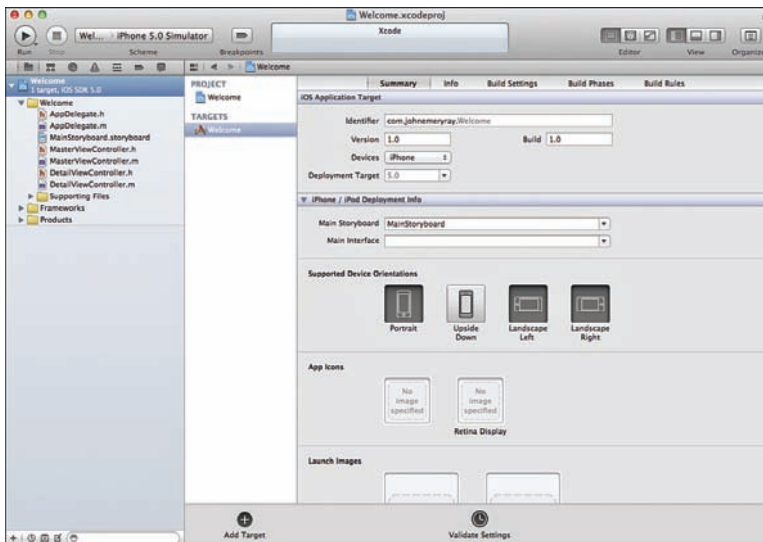 Welcome.xcodeproj
Wel... iPhone 5.0 Simulator
Xcode
Run Stop Scheme Breakpoints Editor View Organize
Welcome
Welcome
1 target, iOS SDK 5.0
Welcome
AppDelegate.h
AppDelegate.m
MainStoryboard.storyboard
MasterViewController.h
MasterViewController.m
DetailViewController.h
DetailViewController.m
Supporting Files
Frameworks
Products
PROJECT
Welcome
TARGETS
Welcome
Summary Info Build Settings Build Phases Build Rules
iOS Application Target
Identifier com.johnemeryray.Welcome
Version 1.0 Build 1.0
Devices iPhone
Deployment Target 5.0
iPhone / iPod Deployment Info
Main Storyboard MainStoryboard
Main Interface
Supported Device Orientations
Portrait
Upside Down
Landscape Left
Landscape Right
App Icons
No image specified
No image specified
Retina Display
Launch Images
Add Target
Validate Settings